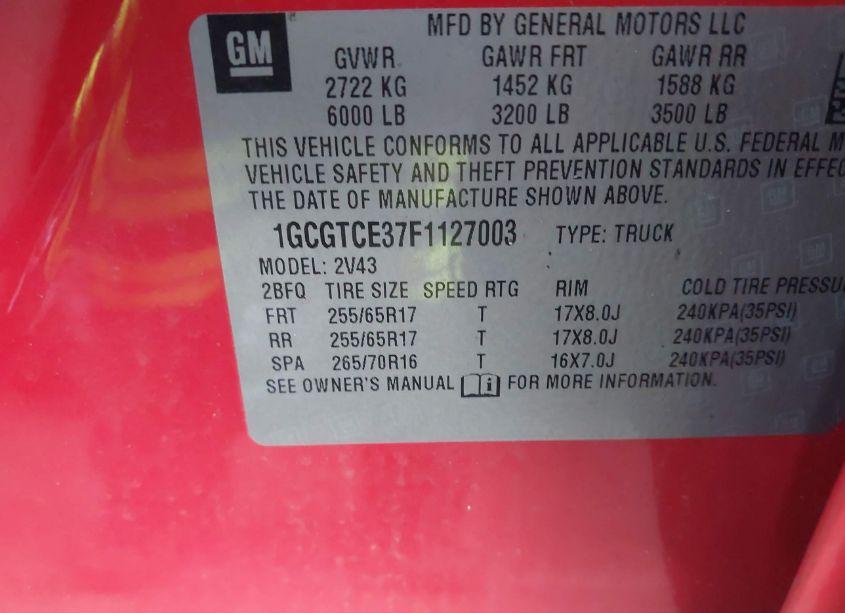 GM
MFD BY GENERAL MOTORS LLC
GVWR GAWR FRT GAWR RR
2722 KG 1452 KG 1588 KG
6000 LB 3200 LB 3500 LB
THIS VEHICLE CONFORMS TO ALL APPLICABLE U.S. FEDERAL M
VEHICLE SAFETY AND THEFT PREVENTION STANDARDS IN EFFEC
THE DATE OF MANUFACTURE SHOWN ABOVE.
1GCGTCE37F1127003 TYPE: TRUCK
MODEL: 2V43
2BFQ TIRE SIZE SPEED RTG RIM COLD TIRE PRESSU
FRT 255/65R17 T 17X8.0J 240KPA(35PSI)
RR 255/65R17 T 17X8.0J 240KPA(35PSI)
SPA 265/70R16 T 16X7.0J 240KPA(35PSI)
SEE OWNER'S MANUAL FOR MORE INFORMATION.